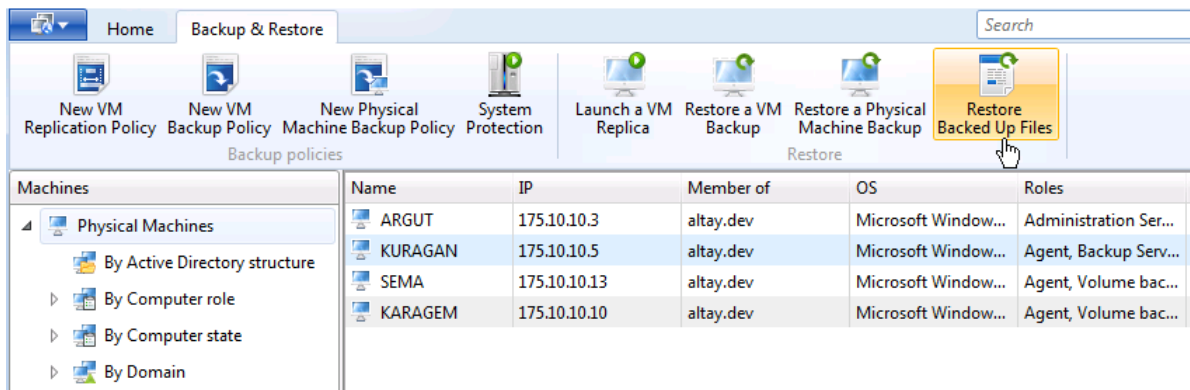 Home Backup & Restore Search
New VM New VM New Physical System Launch a VM Restore a VM Restore a Physical Restore
Replication Policy Backup Policy Machine Backup Policy Protection Replica Backup Machine Backup Backed Up Files
Backup policies Restore
Machines Name IP Member of OS Roles
Physical Machines ARGUT 175.10.10.3 altay.dev Microsoft Window... Administration Ser...
By Active Directory structure KURAGAN 175.10.10.5 altay.dev Microsoft Window... Agent, Backup Serv...
By Computer role SEMA 175.10.10.13 altay.dev Microsoft Window... Agent, Volume bac...
By Computer state KARAGEM 175.10.10.10 altay.dev Microsoft Window... Agent, Volume bac...
By Domain